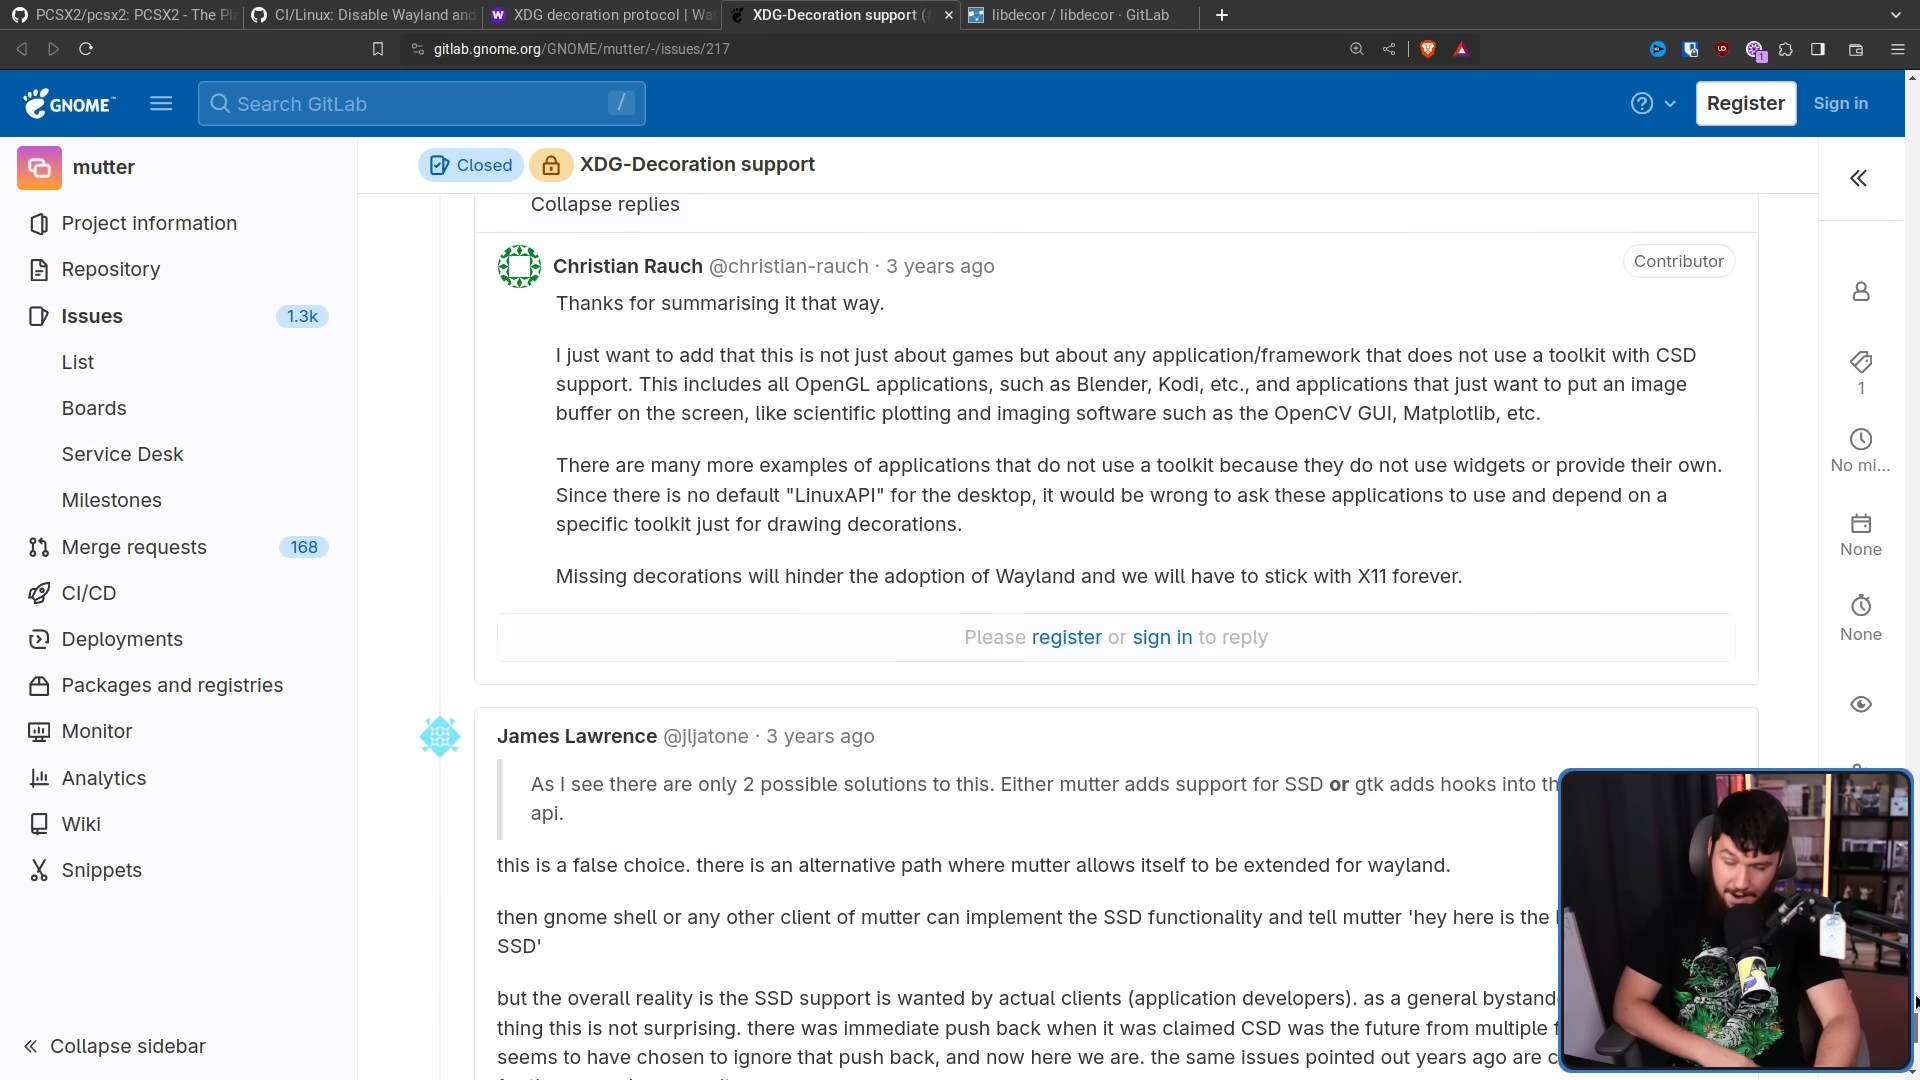 PCSX2/pcsx2: PCSX2 - The Pl
CI/Linux: Disable Wayland and
XDG decoration protocol | Wa
XDG-Decoration support (
libdecor / libdecor · GitLab
gitlab.gnome.org/GNOME/mutter/-/issues/217
1
GNOME
Search GitLab
/
Register
Sign in
mutter
Closed
XDG-Decoration support
Project information
Repository
Issues 1.3k
List
Boards
Service Desk
Milestones
Merge requests 168
CI/CD
Deployments
Packages and registries
Monitor
Analytics
Wiki
Snippets
Collapse sidebar
Collapse replies
Christian Rauch @christian-rauch · 3 years ago
Contributor
Thanks for summarising it that way.
I just want to add that this is not just about games but about any application/framework that does not use a toolkit with CSD
support. This includes all OpenGL applications, such as Blender, Kodi, etc., and applications that just want to put an image
buffer on the screen, like scientific plotting and imaging software such as the OpenCV GUI, Matplotlib, etc.
There are many more examples of applications that do not use a toolkit because they do not use widgets or provide their own.
Since there is no default "LinuxAPI" for the desktop, it would be wrong to ask these applications to use and depend on a
specific toolkit just for drawing decorations.
Missing decorations will hinder the adoption of Wayland and we will have to stick with X11 forever.
Please register or sign in to reply
James Lawrence @jljatone · 3 years ago
As I see there are only 2 possible solutions to this. Either mutter adds support for SSD or gtk adds hooks into th
api.
this is a false choice. there is an alternative path where mutter allows itself to be extended for wayland.
then gnome shell or any other client of mutter can implement the SSD functionality and tell mutter 'hey here is the
SSD'
but the overall reality is the SSD support is wanted by actual clients (application developers). as a general bystand
thing this is not surprising. there was immediate push back when it was claimed CSD was the future from multiple
seems to have chosen to ignore that push back, and now here we are. the same issues pointed out years ago are c
1
No mi...
None
None